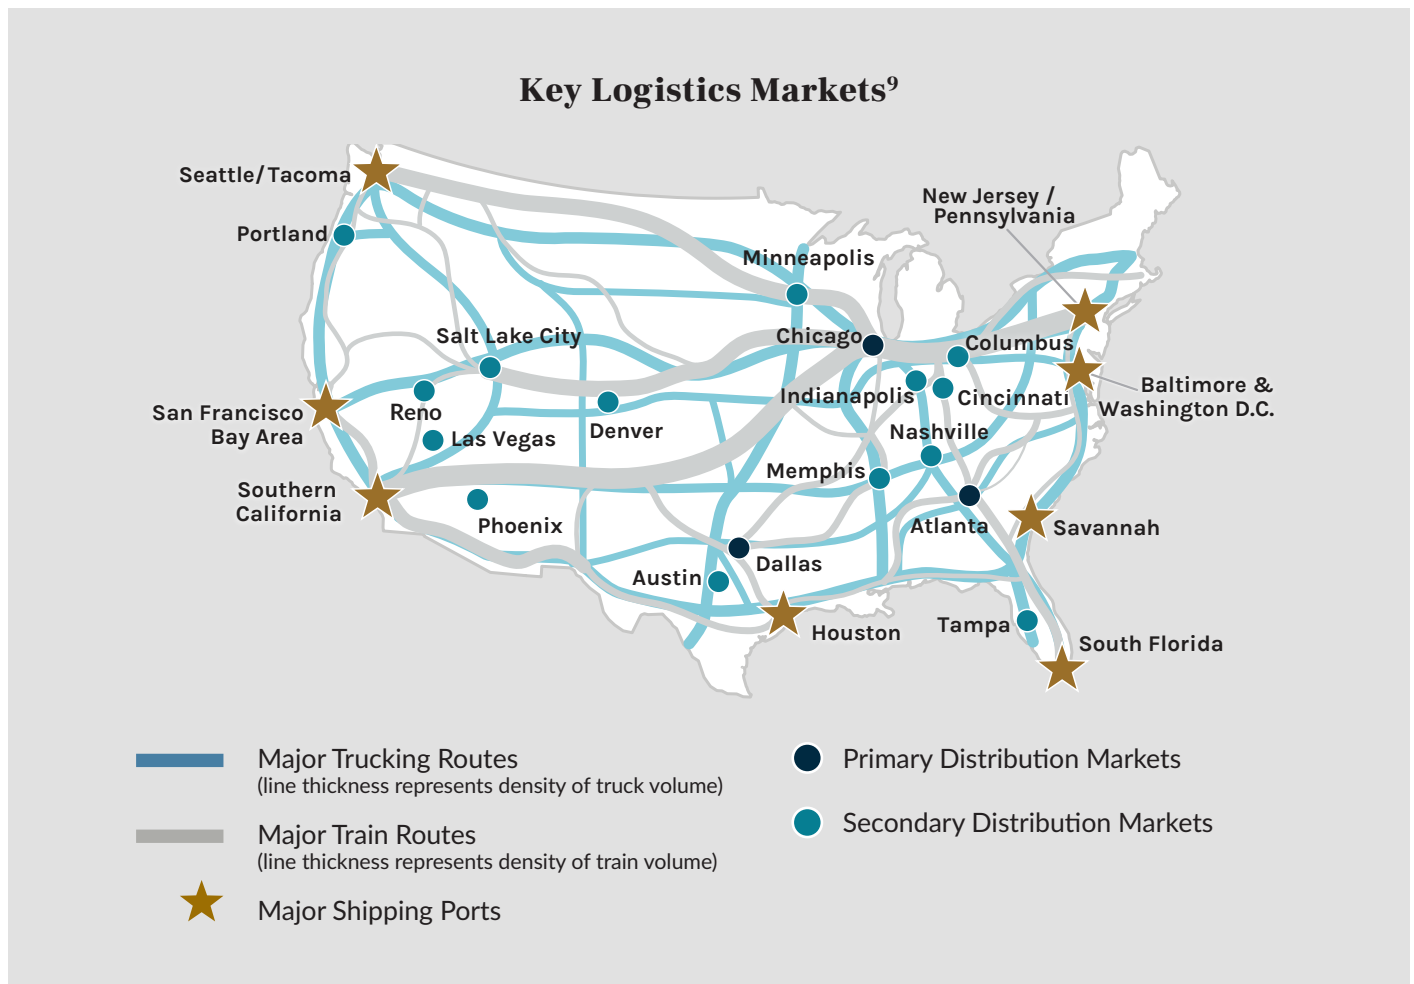 Key Logistics Markets⁹
Seattle/Tacoma
New Jersey /
Pennsylvania
Portland
Minneapolis
Salt Lake City
Chicago
Columbus
Baltimore &
Washington D.C.
Indianapolis
Cincinnati
San Francisco
Bay Area
Reno
Denver
Las Vegas
Nashville
Memphis
Southern
California
Phoenix
Atlanta
Savannah
Dallas
Austin
Houston
Tampa
South Florida
Major Trucking Routes
(line thickness represents density of truck volume)
Major Train Routes
(line thickness represents density of train volume)
Major Shipping Ports
Primary Distribution Markets
Secondary Distribution Markets